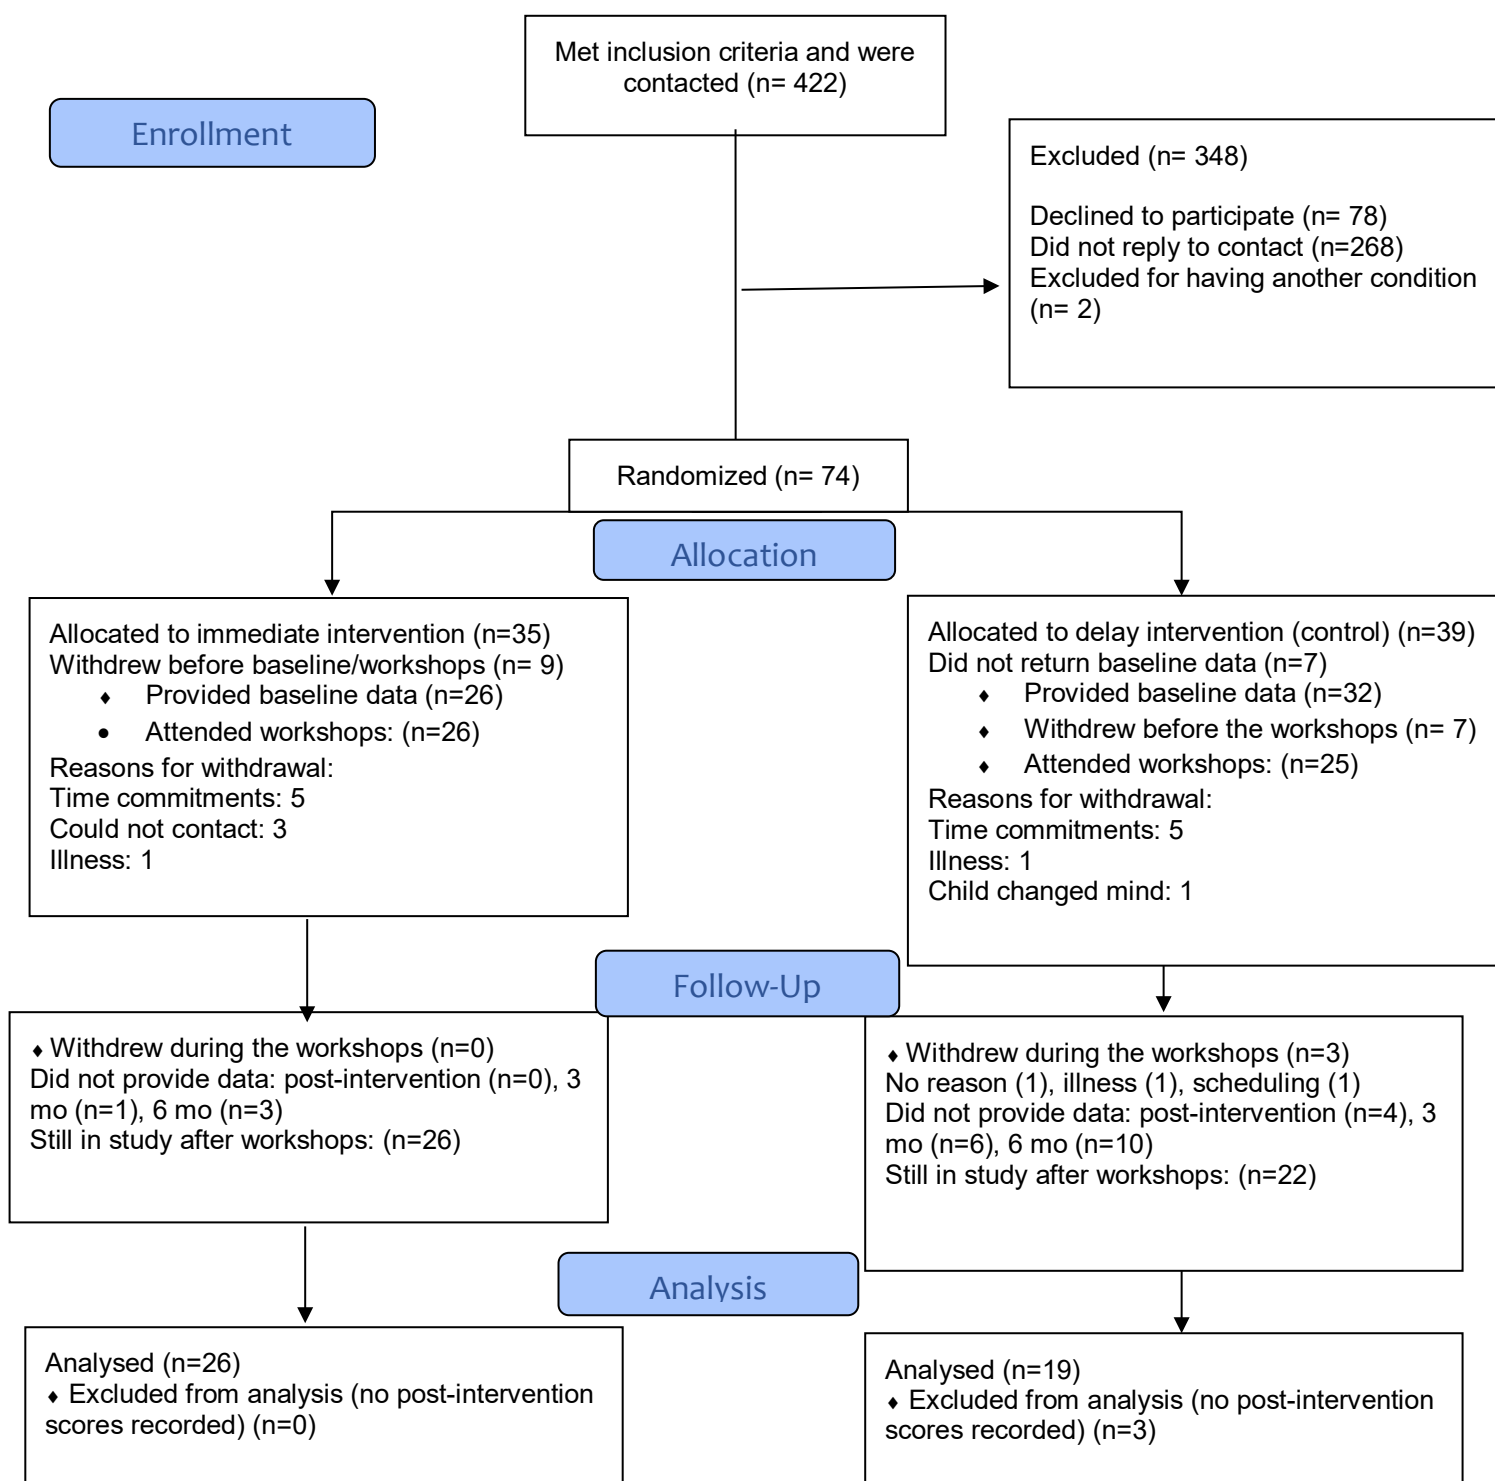 Met inclusion criteria and were
contacted (n= 422)
Enrollment
Excluded (n= 348)
Declined to participate (n= 78)
Did not reply to contact (n=268)
Excluded for having another condition
(n= 2)
Randomized (n= 74)
Allocation
Allocated to immediate intervention (n=35)
Withdrew before baseline/workshops (n= 9)
♦ Provided baseline data (n=26)
• Attended workshops: (n=26)
Reasons for withdrawal:
Time commitments: 5
Could not contact: 3
Illness: 1
Allocated to delay intervention (control) (n=39)
Did not return baseline data (n=7)
♦ Provided baseline data (n=32)
♦ Withdrew before the workshops (n= 7)
♦ Attended workshops: (n=25)
Reasons for withdrawal:
Time commitments: 5
Illness: 1
Child changed mind: 1
Follow-Up
♦ Withdrew during the workshops (n=0)
Did not provide data: post-intervention (n=0), 3
mo (n=1), 6 mo (n=3)
Still in study after workshops: (n=26)
♦ Withdrew during the workshops (n=3)
No reason (1), illness (1), scheduling (1)
Did not provide data: post-intervention (n=4), 3
mo (n=6), 6 mo (n=10)
Still in study after workshops: (n=22)
Analysis
Analysed (n=26)
♦ Excluded from analysis (no post-intervention
scores recorded) (n=0)
Analysed (n=19)
♦ Excluded from analysis (no post-intervention
scores recorded) (n=3)